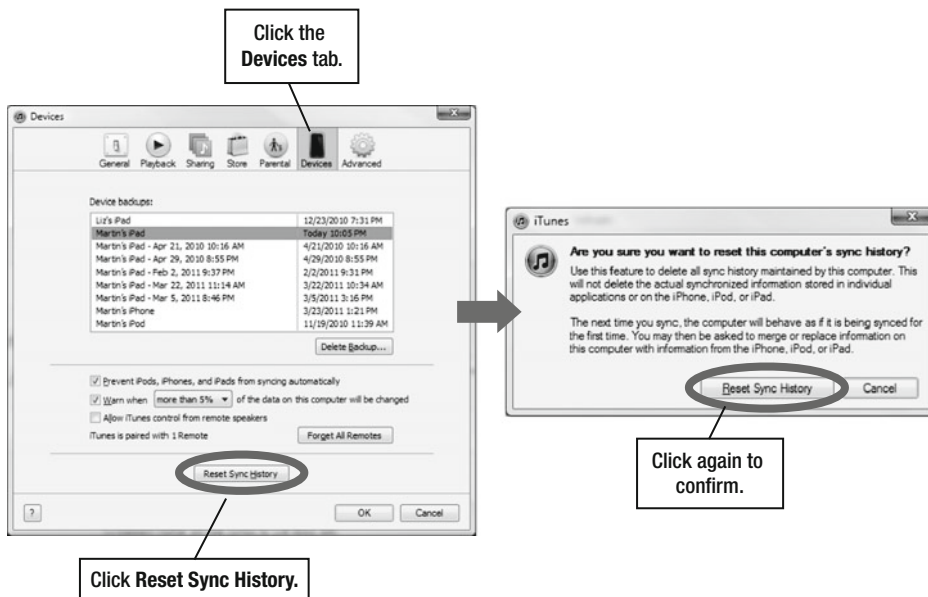 Click the
Devices tab.
Devices
General Playback Sharing Store Parental Devices Advanced
Device backups:
Liz's iPad 12/23/2010 7:31 PM
Martin's iPad Today 10:05 PM
Martin's iPad - Apr 21, 2010 10:16 AM 4/21/2010 10:16 AM
Martin's iPad - Apr 29, 2010 8:55 PM 4/29/2010 8:55 PM
Martin's iPad - Feb 2, 2011 9:37 PM 2/2/2011 9:31 PM
Martin's iPad - Mar 22, 2011 11:14 AM 3/22/2011 10:34 AM
Martin's iPad - Mar 5, 2011 8:46 PM 3/5/2011 3:16 PM
Martin's iPhone 3/23/2011 1:21 PM
Martin's iPod 11/19/2010 11:39 AM
Delete Backup...
Prevent iPods, iPhones, and iPads from syncing automatically
Warn when more than 5% of the data on this computer will be changed
Allow iTunes control from remote speakers
iTunes is paired with 1 Remote Forget All Remotes
Reset Sync History
? OK Cancel
Click Reset Sync History.
iTunes
Are you sure you want to reset this computer's sync history?
Use this feature to delete all sync history maintained by this computer. This
will not delete the actual synchronized information stored in individual
applications or on the iPhone, iPod, or iPad.
The next time you sync, the computer will behave as if it is being synced for
the first time. You may then be asked to merge or replace information on
this computer with information from the iPhone, iPod, or iPad.
Reset Sync History Cancel
Click again to
confirm.